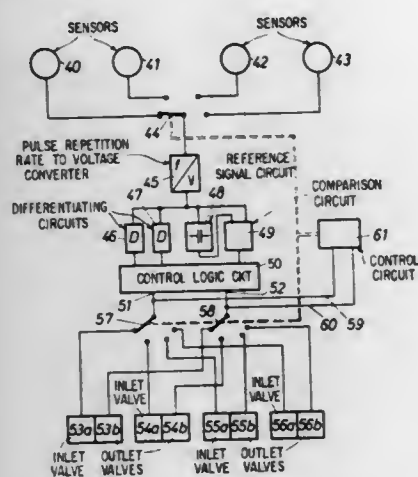 SENSORS
SENSORS
40
41
42
43
44
PULSE REPETITION
RATE TO VOLTAGE
CONVERTER
f
V
45
REFERENCE
SIGNAL CIRCUIT
COMPARISON
CIRCUIT
47
48
DIFFERENTIATING
CIRCUITS
46
D
D
49
61
CONTROL
CIRCUIT
CONTROL LOGIC CKT
50
51
52
57
58
60
59
INLET
VALVE
INLET
VALVE
53a
53b
54a
54b
55a
55b
56a
56b
INLET
VALVE
OUTLET
VALVES
INLET
VALVE
OUTLET
VALVES